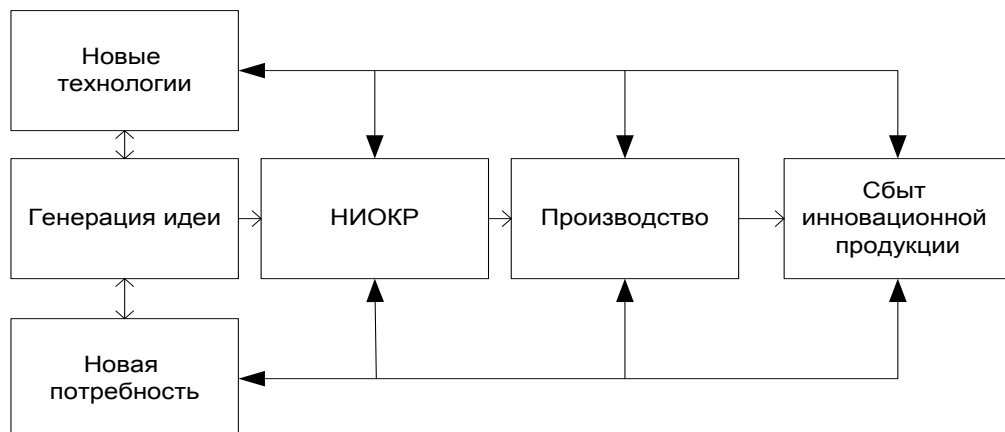 Новые
технологии
Генерация идеи
НИОКР
Производство
Сбыт
инновационной
продукции
Новая
потребность